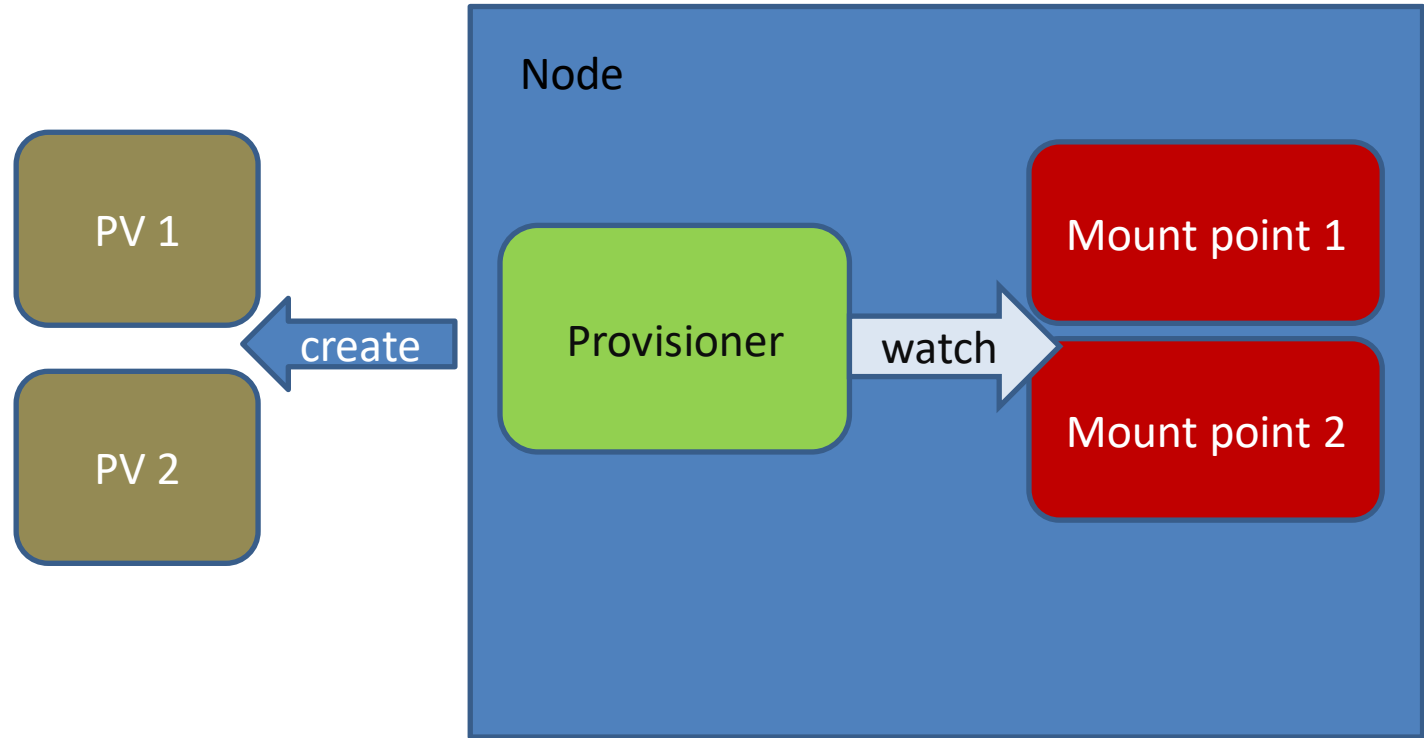 Node
PV 1
PV 2
create
Provisioner
watch
Mount point 1
Mount point 2